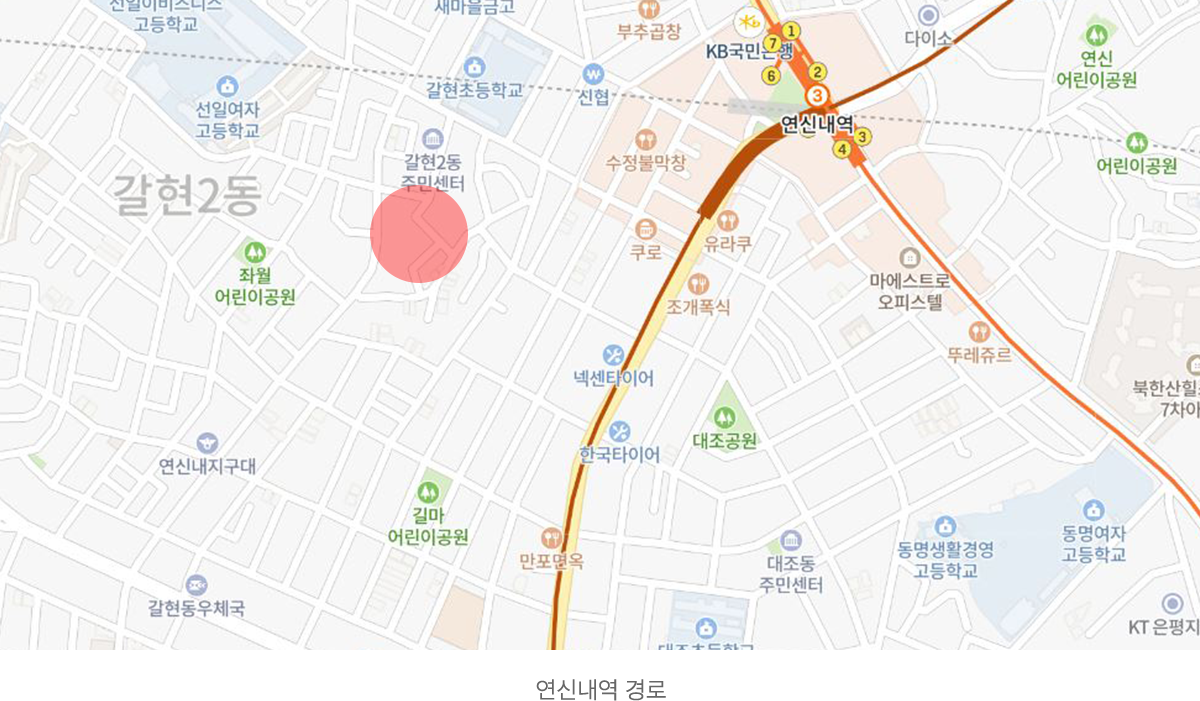 선일이비즈니스
고등학교
새마을금고
부추곱창
다이소
1
7
KB국민은행
6
2
연신
어린이공원
선일여자
고등학교
갈현초등학교
신협
3
연신내역
3
4
갈현2동
주민센터
수정불막창
어린이공원
갈현2동
쿠로
유라쿠
좌월
어린이공원
마에스트로
오피스텔
조개폭식
뚜레쥬르
넥센타이어
북한산힐스
7차아
대조공원
한국타이어
연신내지구대
길마
어린이공원
만포면옥
동명생활경영
고등학교
동명여자
고등학교
대조동
주민센터
갈현동우체국
KT 은평지
대조초등학교
연신내역 경로